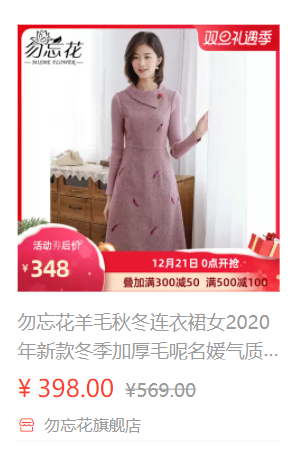 勿忘花
MIEME FLOWER
双旦礼遇季
活动券后价
¥348
12月21日 0点开抢
叠加满300减50 满500减100
勿忘花羊毛秋冬连衣裙女2020
年新款冬季加厚毛呢名媛气质...
¥ 398.00 ¥569.00
勿忘花旗舰店